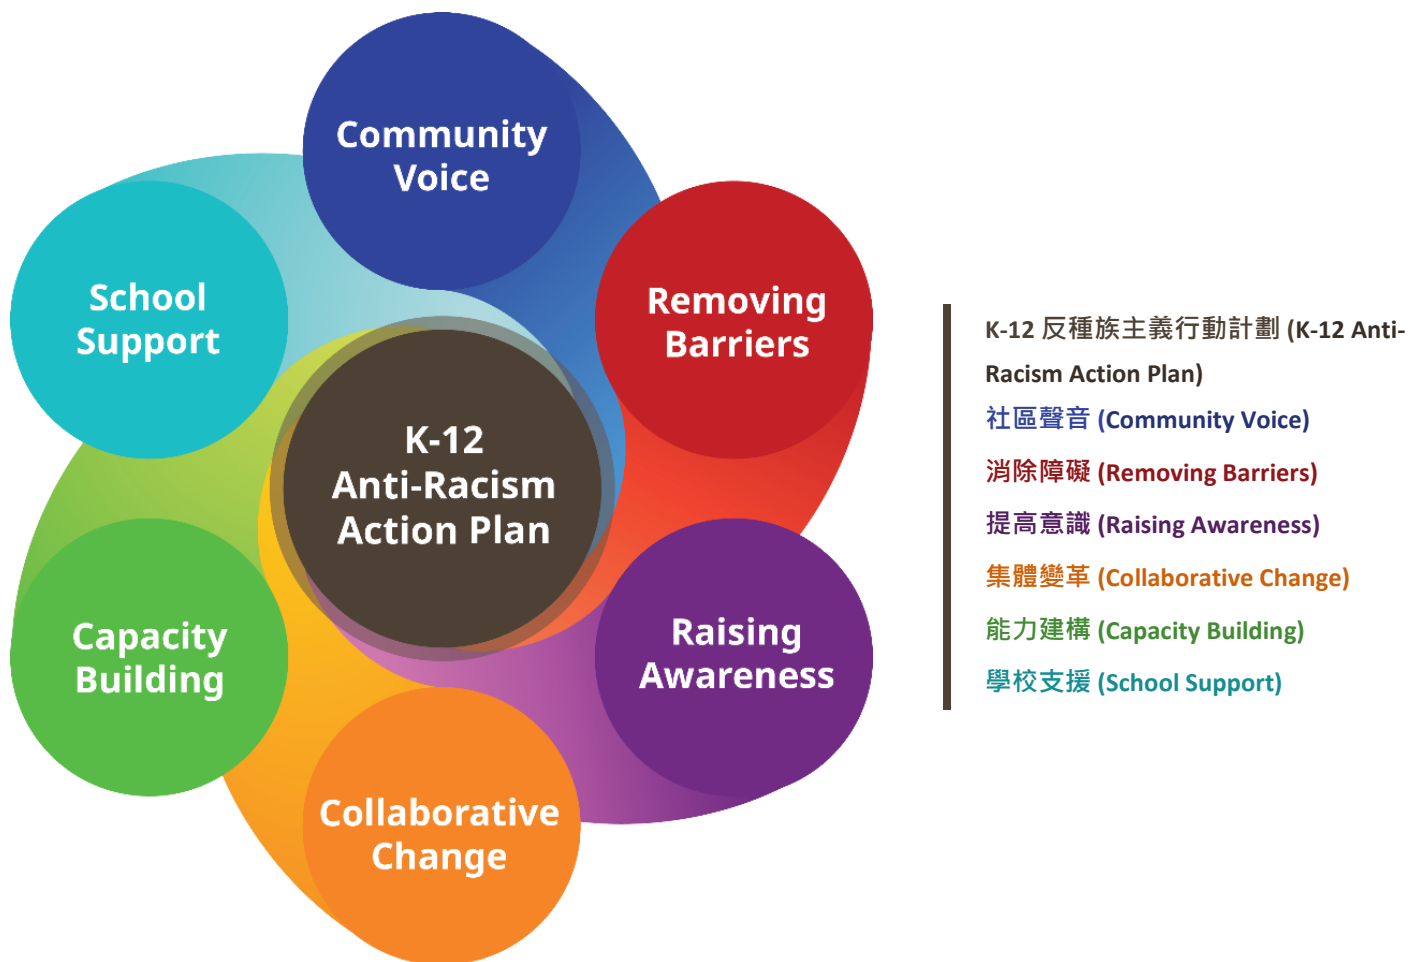 Community
Voice
Removing
Barriers
Raising
Awareness
Collaborative
Change
Capacity
Building
School
Support
K-12
Anti-Racism
Action Plan
K-12 反種族主義行動計劃 (K-12 Anti-
Racism Action Plan)
社區聲音 (Community Voice)
消除障礙 (Removing Barriers)
提高意識 (Raising Awareness)
集體變革 (Collaborative Change)
能力建構 (Capacity Building)
學校支援 (School Support)